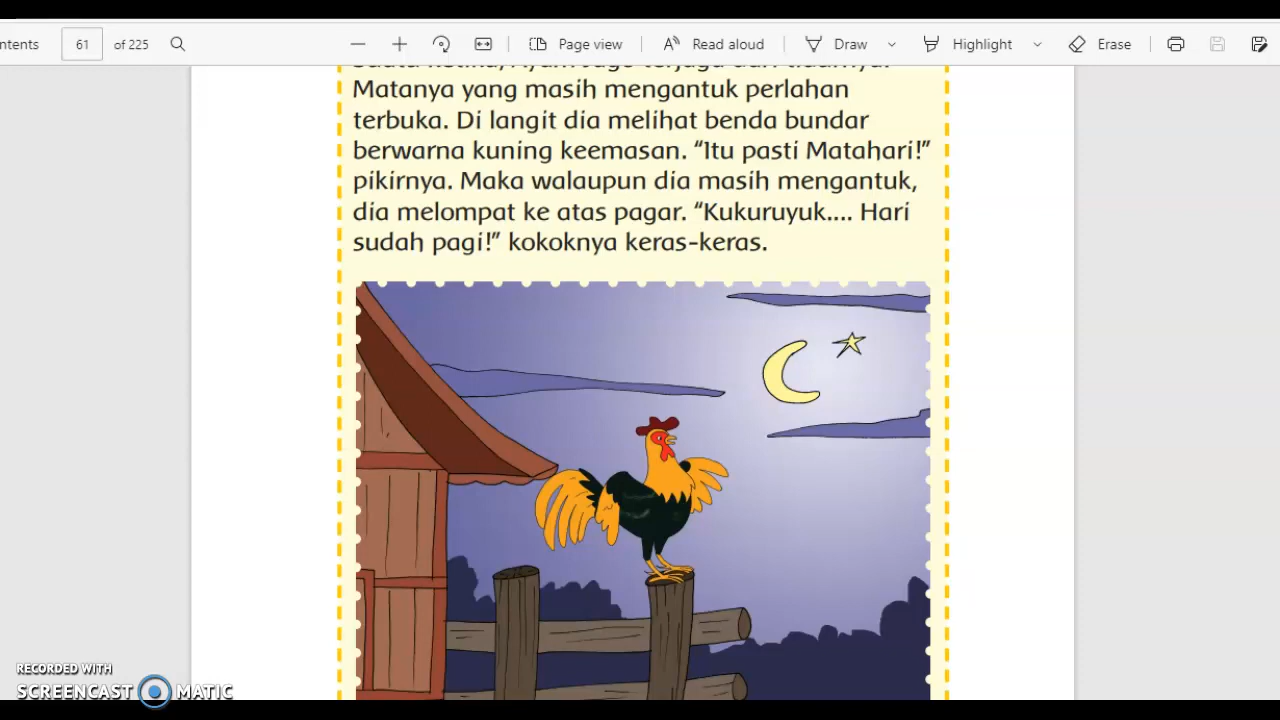 ntents 61 of 225 Page view Read aloud Draw Highlight Erase
Matanya yang masih mengantuk perlahan
terbuka. Di langit dia melihat benda bundar
berwarna kuning keemasan. “Itu pasti Matahari!”
pikirnya. Maka walaupun dia masih mengantuk,
dia melompat ke atas pagar. “Kukuruyuk.... Hari
sudah pagi!” kokoknya keras-keras.
RECORDED WITH
SCREENCAST MATIC